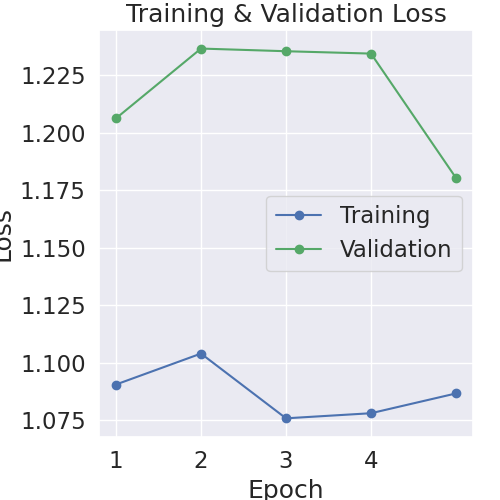 Training & Validation Loss
1.225
1.200
1.175
1.150
1.125
1.100
1.075
Loss
Training
Validation
1 2 3 4
Epoch